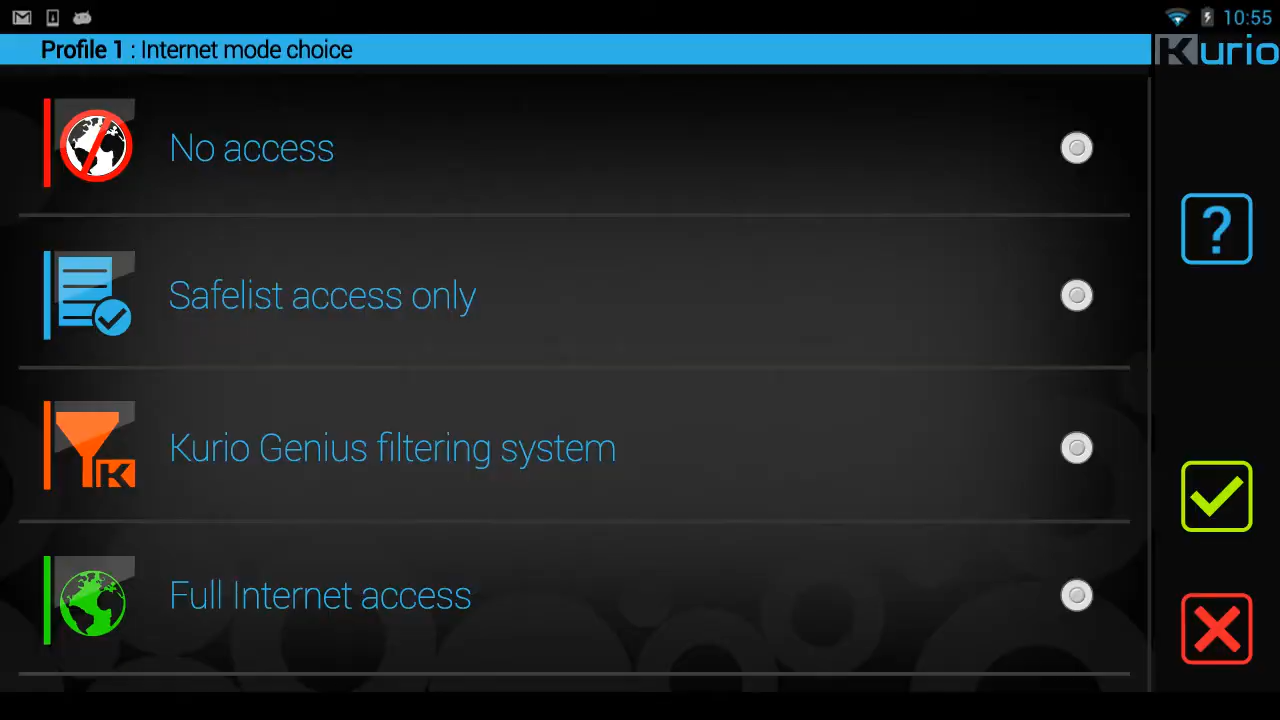 10:55
Profile 1 : Internet mode choice
Kurio
No access
Safelist access only
Kurio Genius filtering system
K
Full Internet access